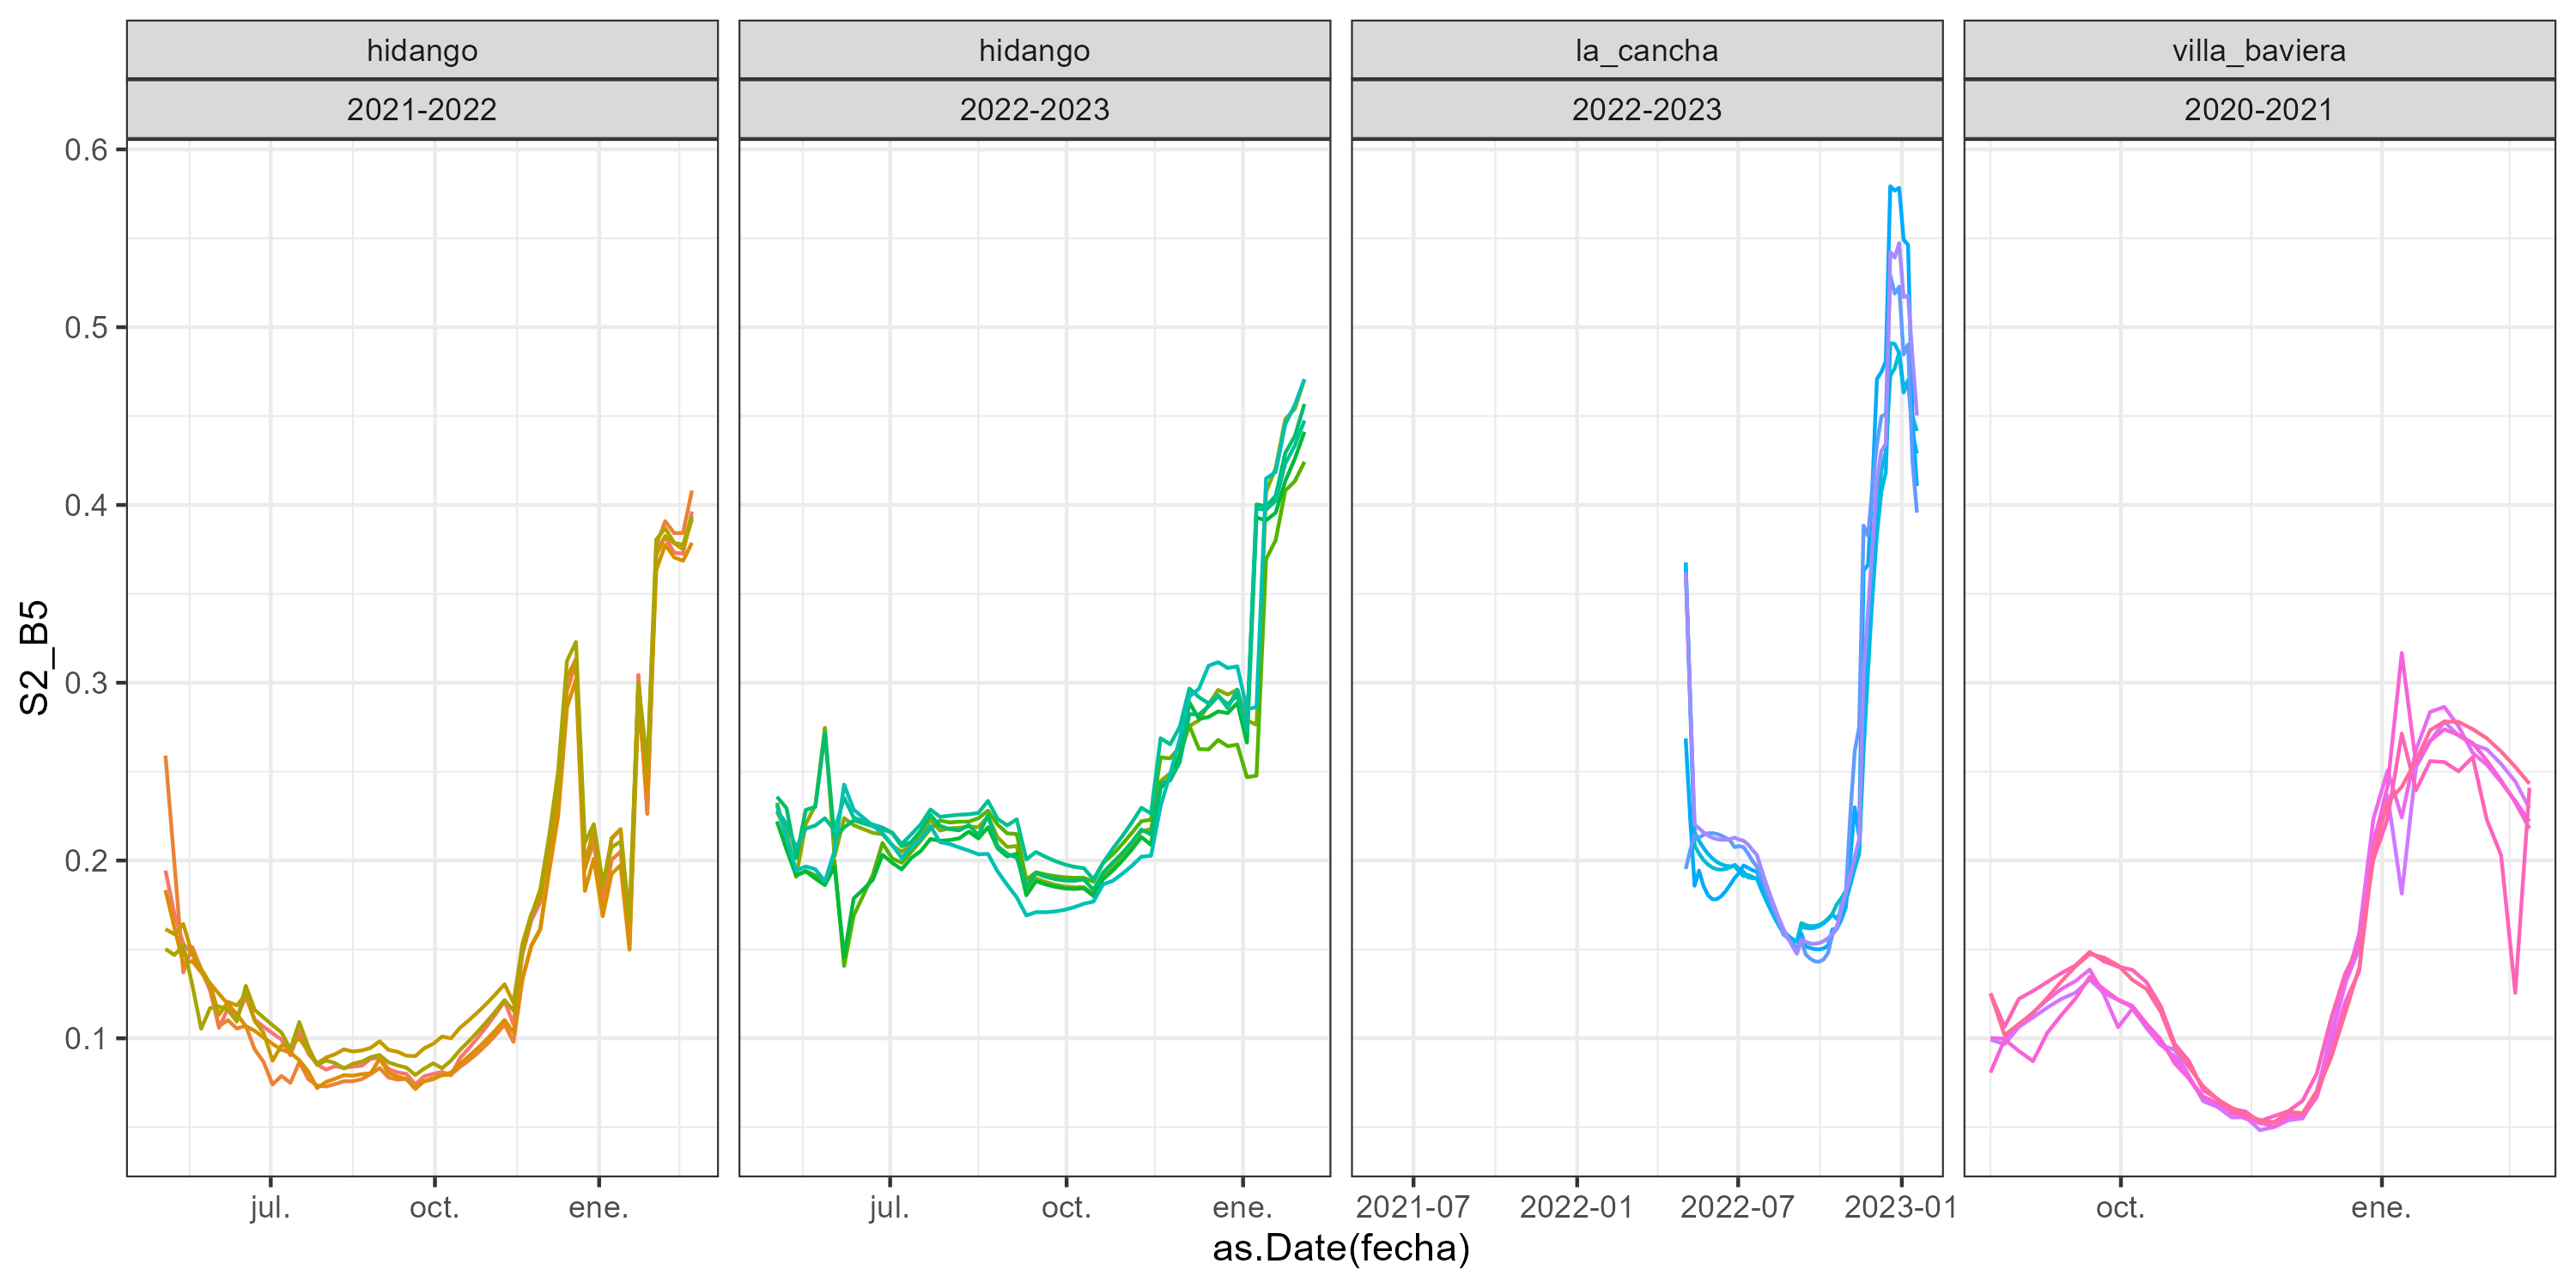 hidango hidango la_cancha villa_baviera
2021-2022 2022-2023 2022-2023 2020-2021
0.6
0.5
0.4
0.3
0.2
0.1
S2_B5
jul. oct. ene. jul. oct. ene. 2021-07 2022-01 2022-07 2023-01 oct. ene.
as.Date(fecha)